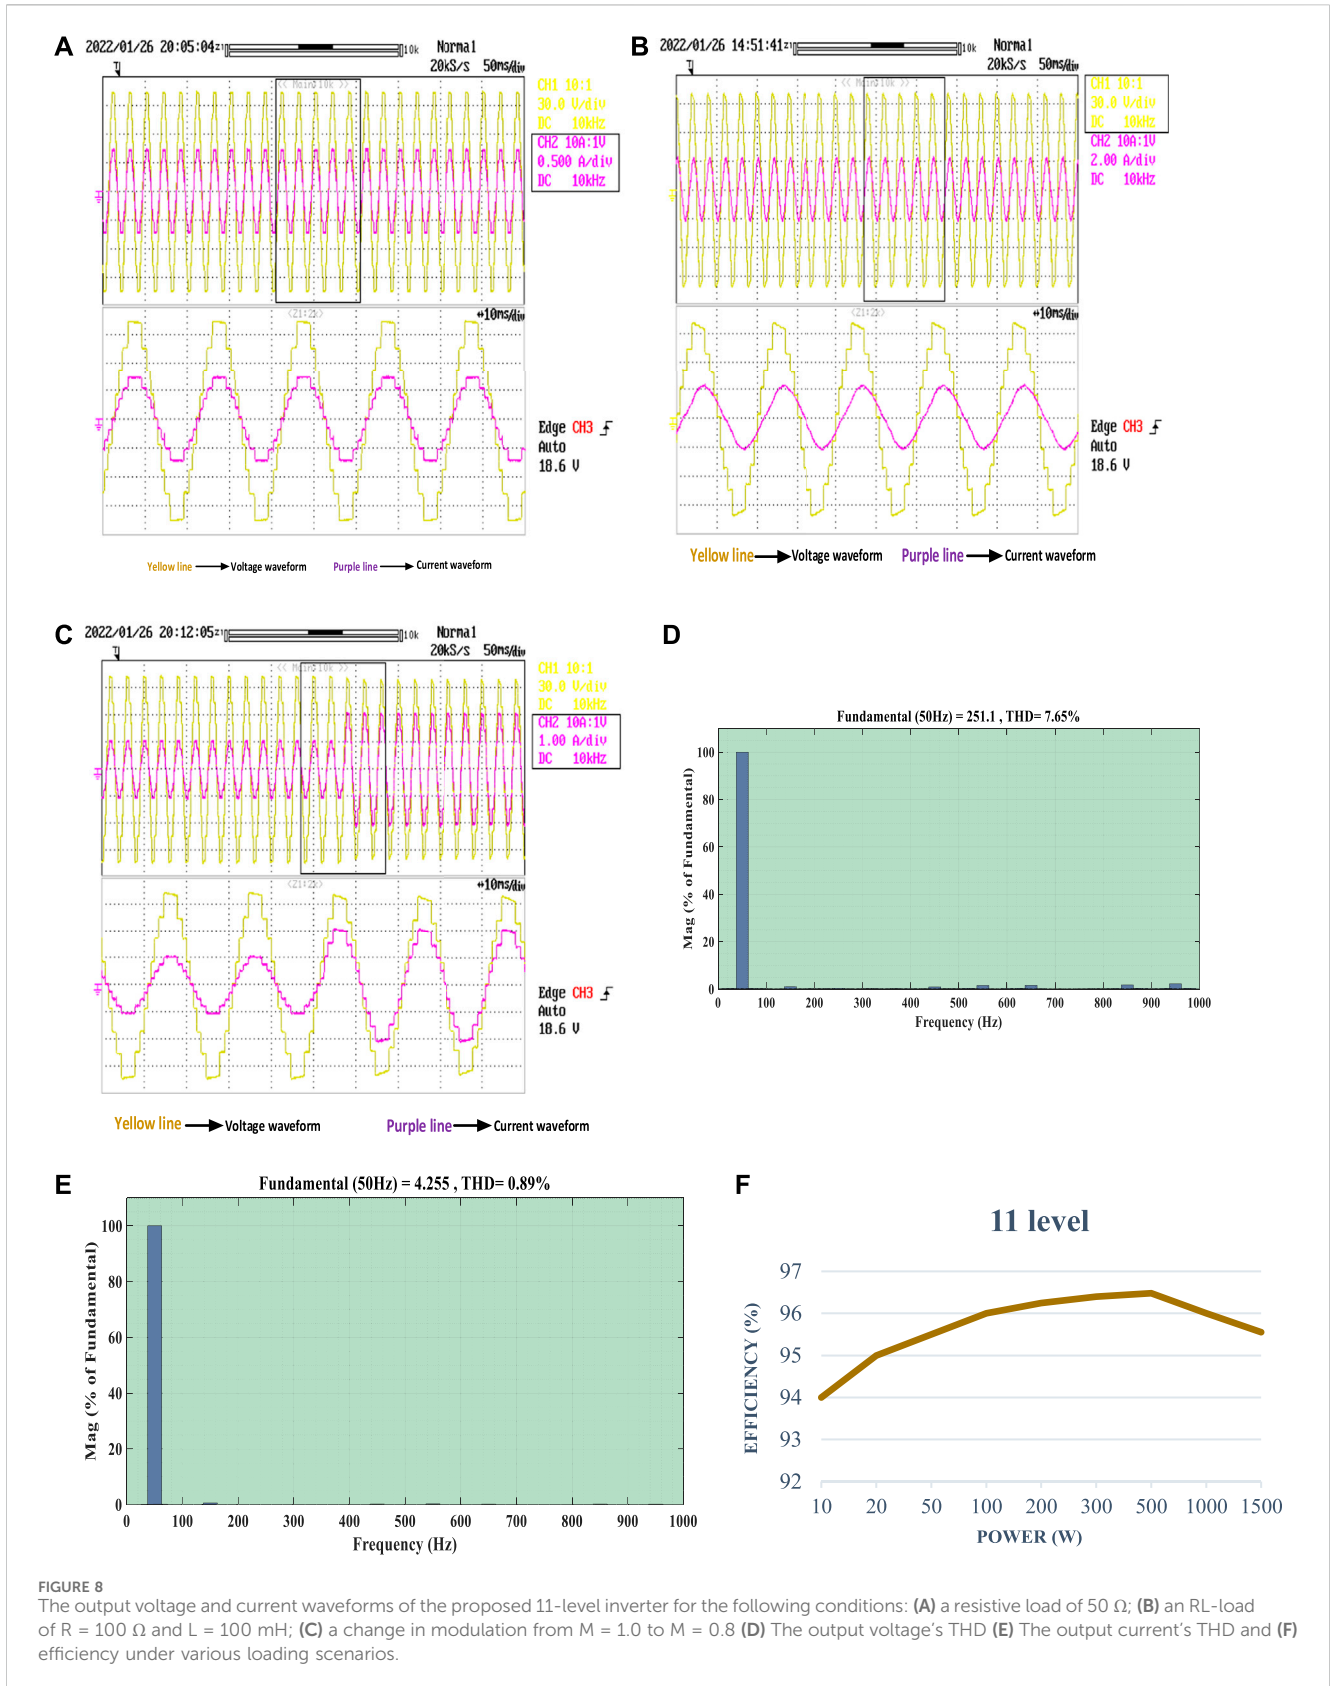 A
2022/01/26 20:05:04
10k
Normal
20kS/s 50ms/div
<< Main:10k >>
CH1 10:1
30.0 V/div
DC 10kHz
CH2 10A:1V
0.500 A/div
DC 10kHz
10ms/div
Edge CH3
Auto
18.6 V
Yellow line Voltage waveform Purple line Current waveform
B
2022/01/26 14:51:41
10k
Normal
20kS/s 50ms/div
<< Main:10k >>
CH1 10:1
30.0 V/div
DC 10kHz
CH2 10A:1V
2.00 A/div
DC 10kHz
10ms/div
Edge CH3
Auto
18.6 V
Yellow line Voltage waveform Purple line Current waveform
C
2022/01/26 20:12:05
10k
Normal
20kS/s 50ms/div
<< Main:10k >>
CH1 10:1
30.0 V/div
DC 10kHz
CH2 10A:1V
1.00 A/div
DC 10kHz
10ms/div
Edge CH3
Auto
18.6 V
Yellow line Voltage waveform Purple line Current waveform
D
Fundamental (50Hz) = 251.1 , THD= 7.65%
Mag (% of Fundamental)
100
80
60
40
20
0
0 100 200 300 400 500 600 700 800 900 1000
Frequency (Hz)
E
Fundamental (50Hz) = 4.255 , THD= 0.89%
Mag (% of Fundamental)
100
80
60
40
20
0
0 100 200 300 400 500 600 700 800 900 1000
Frequency (Hz)
F
11 level
EFFICIENCY (%)
97
96
95
94
93
92
10 20 50 100 200 300 500 1000 1500
POWER (W)
FIGURE 8
The output voltage and current waveforms of the proposed 11-level inverter for the following conditions: (A) a resistive load of 50 Ω; (B) an RL-load
of R = 100 Ω and L = 100 mH; (C) a change in modulation from M = 1.0 to M = 0.8 (D) The output voltage's THD (E) The output current's THD and (F)
efficiency under various loading scenarios.